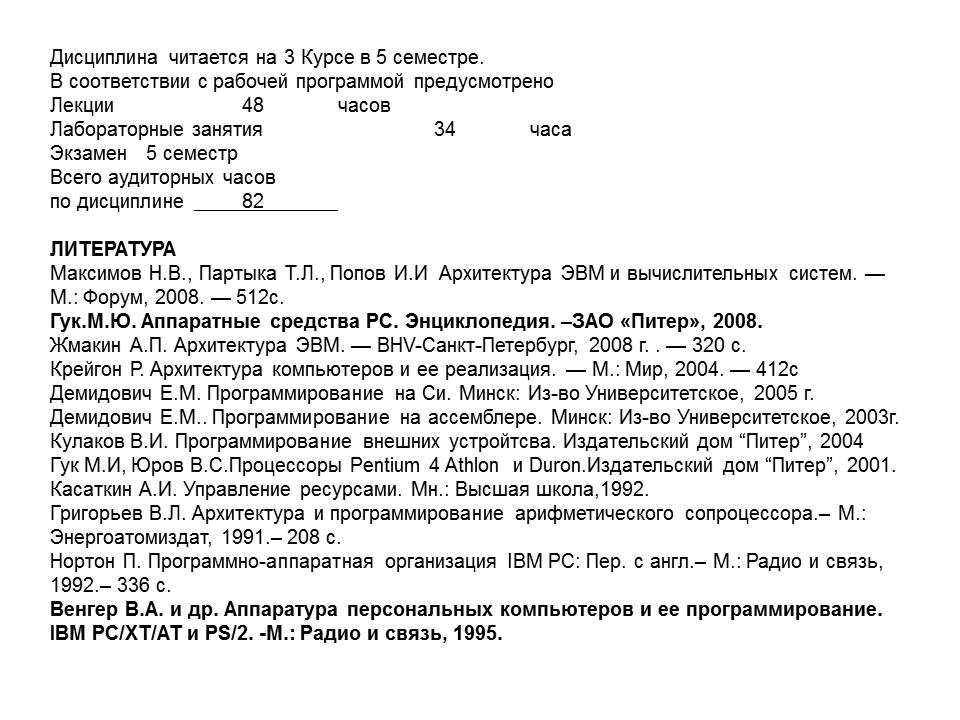 Дисциплина читается на 3 Курсе в 5 семестре.
В соответствии с рабочей программой предусмотрено
Лекции 48 часов
Лабораторные занятия 34 часа
Экзамен 5 семестр
Всего аудиторных часов
по дисциплине 82
ЛИТЕРАТУРА
Максимов Н.В., Партыка Т.Л., Попов И.И Архитектура ЭВМ и вычислительных систем. —
М.: Форум, 2008. — 512с.
Гук.М.Ю. Аппаратные средства PC. Энциклопедия. –ЗАО «Питер», 2008.
Жмакин А.П. Архитектура ЭВМ. — BHV-Санкт-Петербург, 2008 г. . — 320 с.
Крейгон Р. Архитектура компьютеров и ее реализация. — М.: Мир, 2004. — 412с
Демидович Е.М. Программирование на Си. Минск: Из-во Университетское, 2005 г.
Демидович Е.М.. Программирование на ассемблере. Минск: Из-во Университетское, 2003г.
Кулаков В.И. Программирование внешних устройтсва. Издательский дом “Питер”, 2004
Гук М.И, Юров В.С.Процессоры Pentium 4 Athlon и Duron.Издательский дом “Питер”, 2001.
Касаткин А.И. Управление ресурсами. Мн.: Высшая школа,1992.
Григорьев В.Л. Архитектура и программирование арифметического сопроцессора.– М.:
Энергоатомиздат, 1991.– 208 с.
Нортон П. Программно-аппаратная организация IBM PC: Пер. с англ.– М.: Радио и связь,
1992.– 336 с.
Венгер В.А. и др. Аппаратура персональных компьютеров и ее программирование.
IBM PC/XT/AT и PS/2. -М.: Радио и связь, 1995.